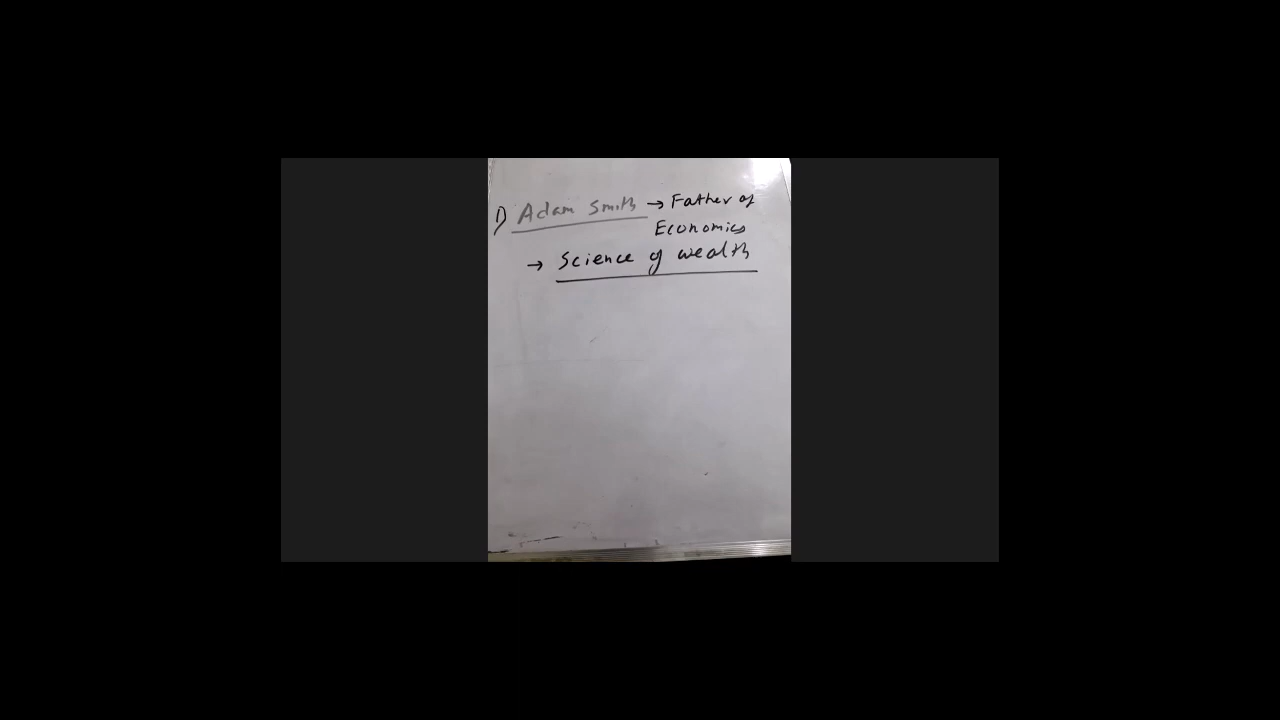 1) Adam Smith → Father of
Economics
→ Science of wealth